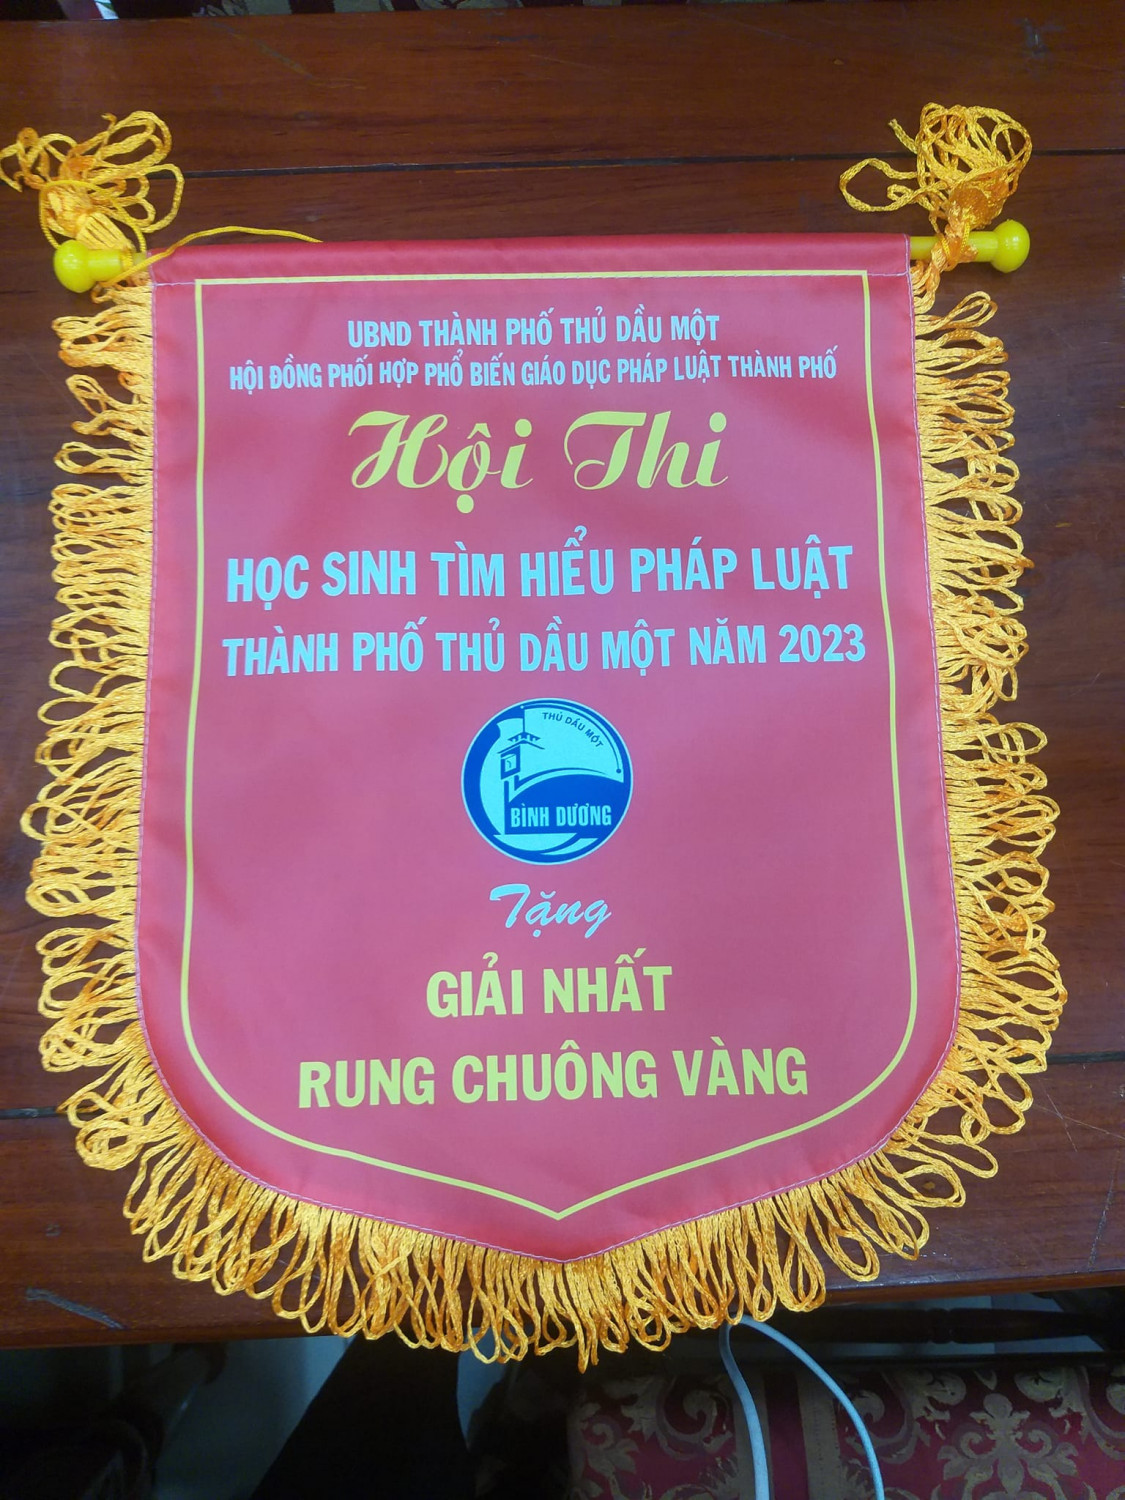 UBND THÀNH PHỐ THỦ DẦU MỘT
HỘI ĐỒNG PHỐI HỢP PHỔ BIẾN GIÁO DỤC PHÁP LUẬT THÀNH PHỐ
Hội Thi
HỌC SINH TÌM HIỂU PHÁP LUẬT
THÀNH PHỐ THỦ DẦU MỘT NĂM 2023
THỦ DẦU MỘT
BÌNH DƯƠNG
Tặng
GIẢI NHẤT
RUNG CHUÔNG VÀNG